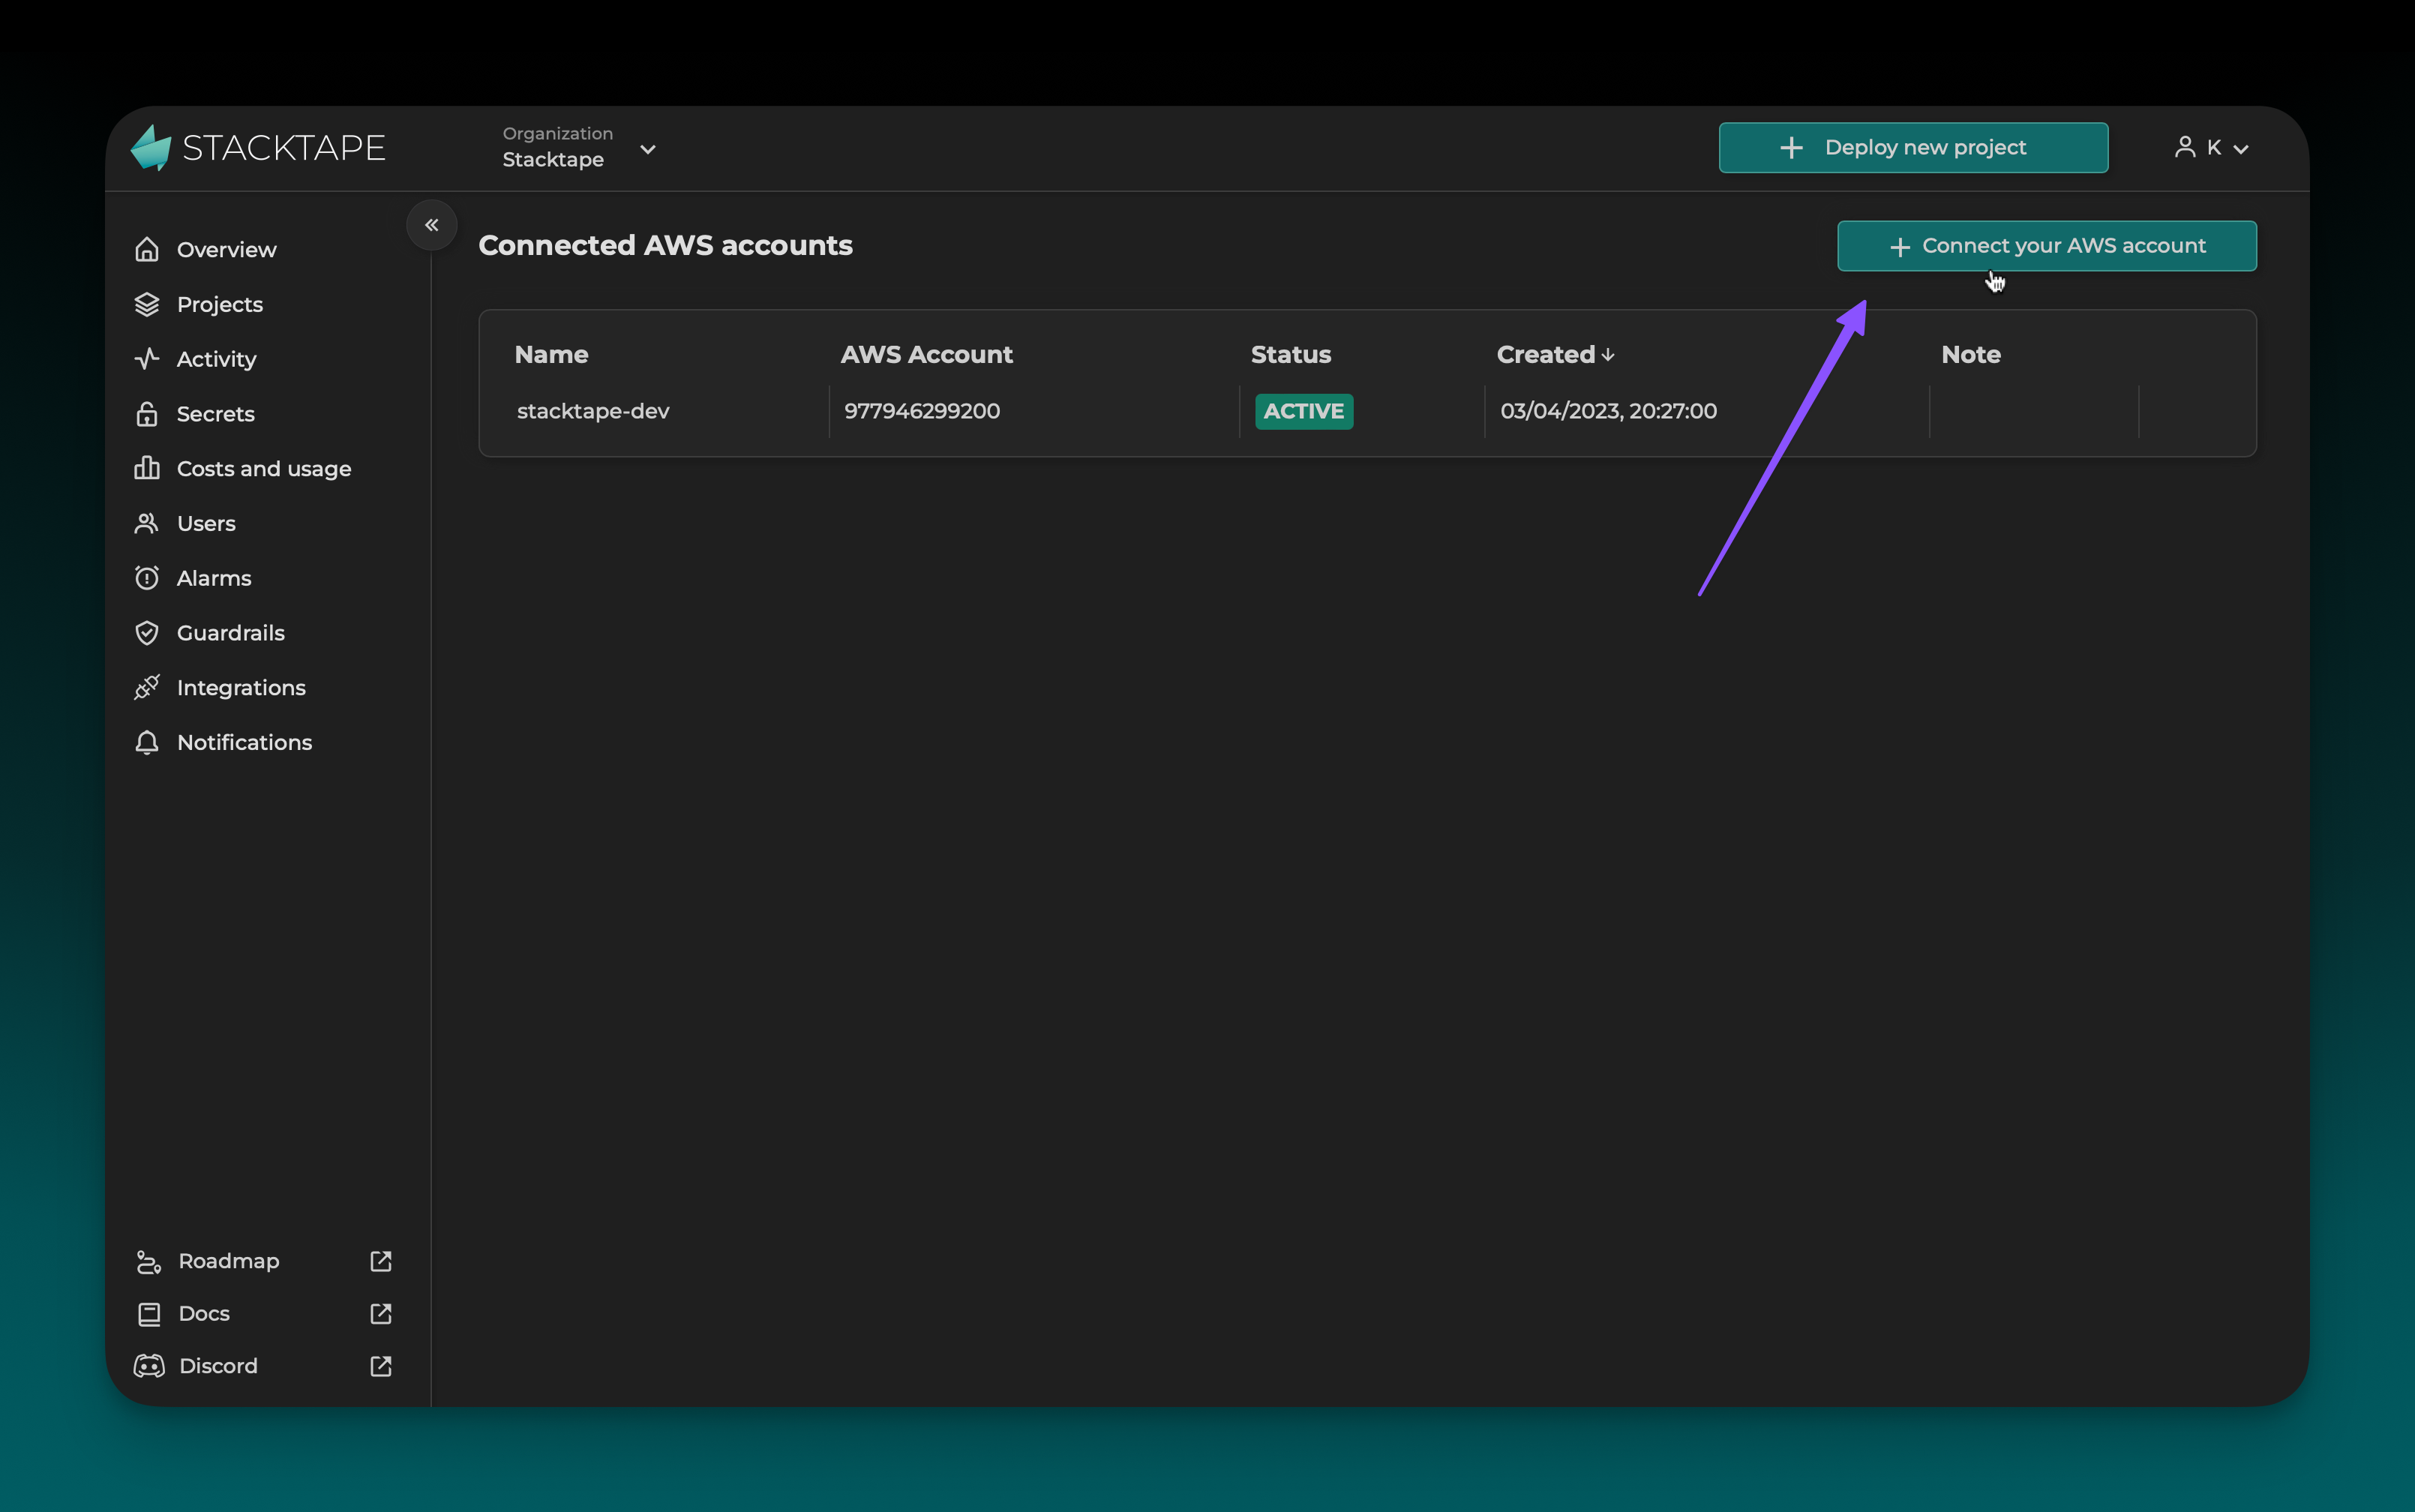 STACKTAPE
Organization
Stacktape
Deploy new project
K
Overview
Projects
Activity
Secrets
Costs and usage
Users
Alarms
Guardrails
Integrations
Notifications
Roadmap
Docs
Discord
Connected AWS accounts
Connect your AWS account
Name AWS Account Status Created Note
stacktape-dev 977946299200 ACTIVE 03/04/2023, 20:27:00